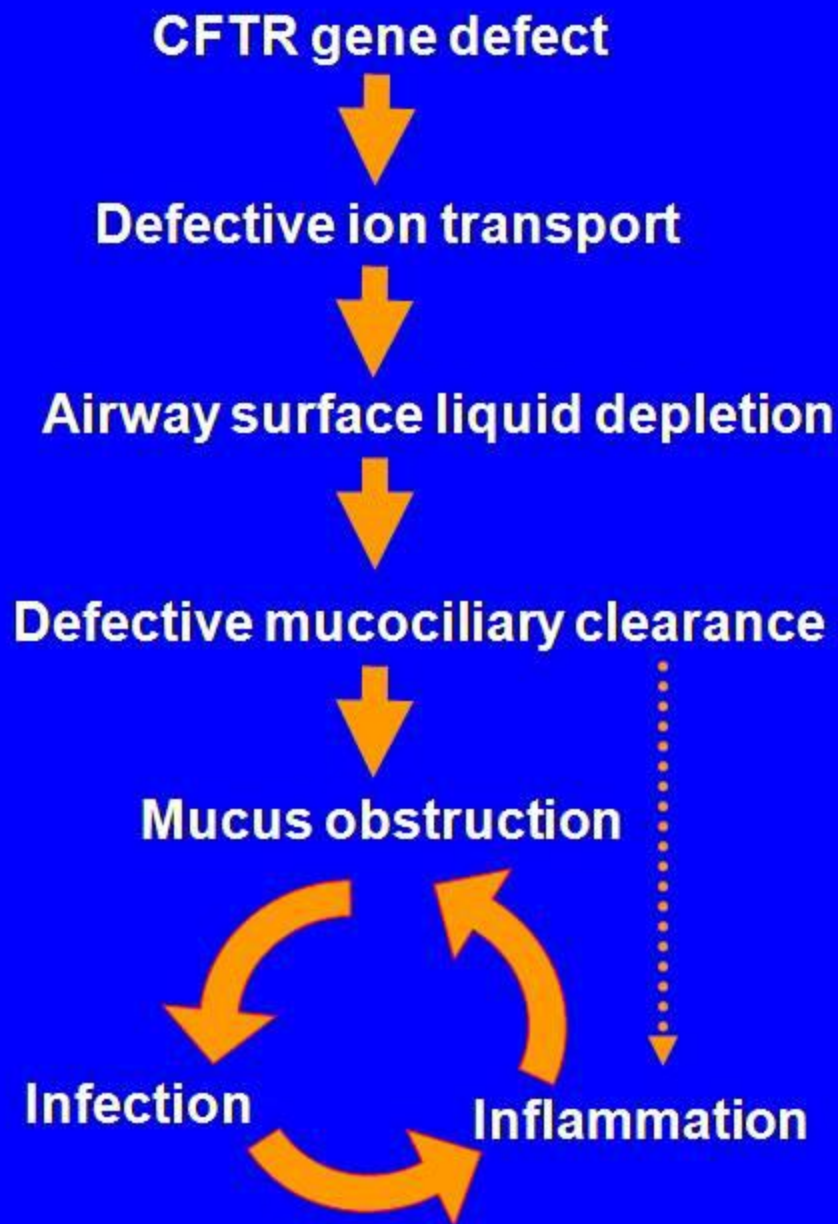 CFTR gene defect
Defective ion transport
Airway surface liquid depletion
Defective mucociliary clearance
Mucus obstruction
Infection
Inflammation